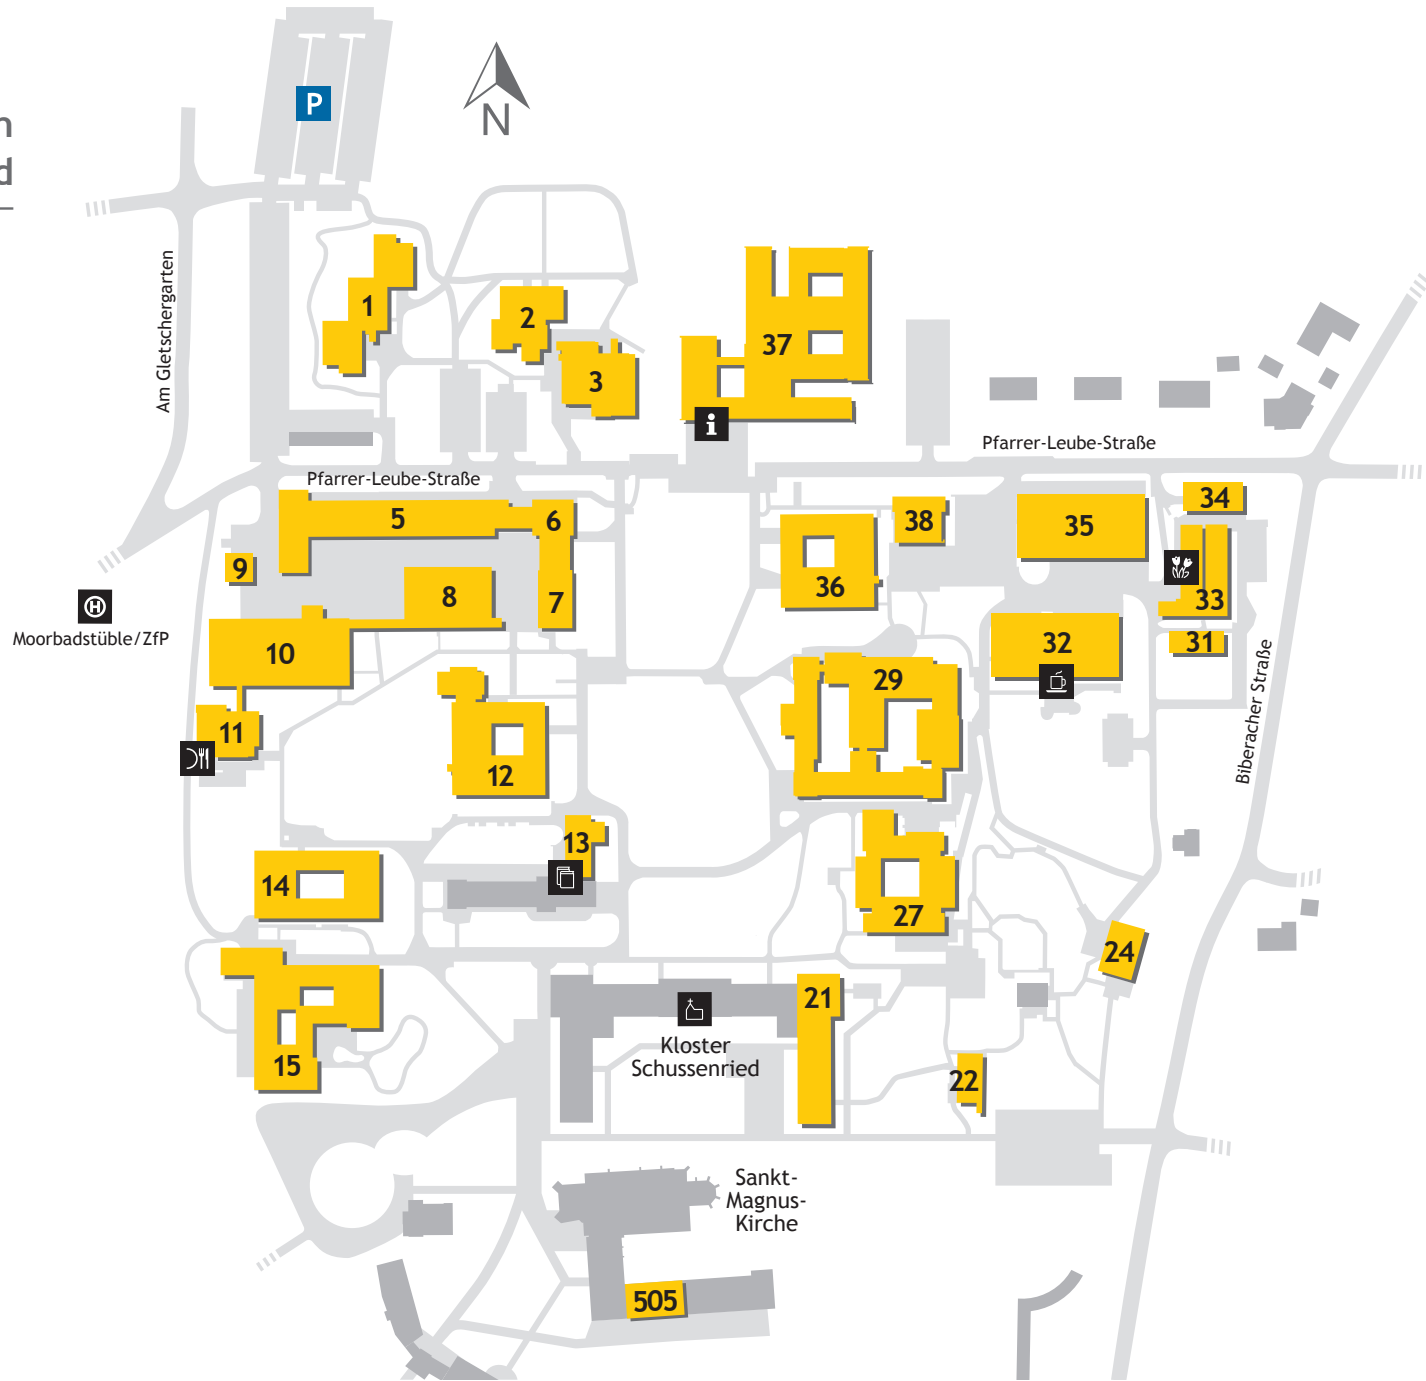 P
n
N
d
Am Gletschergarten
1
2
37
3
i
Pfarrer-Leube-Straße
Pfarrer-Leube-Straße
5
6
38
35
34
9
8
7
36
33
H
Moorbadstüble/ZfP
10
32
31
29
11
12
Biberacher Straße
13
14
27
24
21
15
Kloster
Schussenried
22
Sankt-
Magnus-
Kirche
505